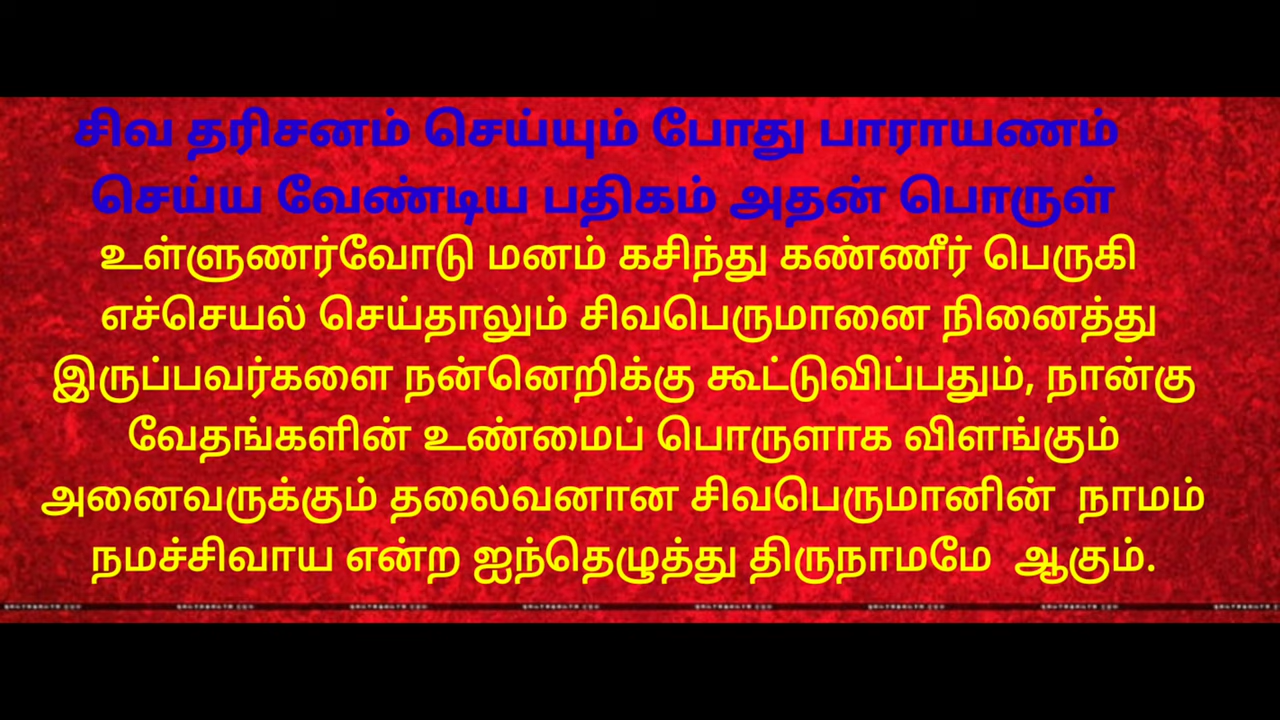 சிவ தரிசனம் செய்யும் போது பாராயணம்
செய்ய வேண்டிய பதிகம் அதன் பொருள்
உள்ளுணர்வோடு மனம் கசிந்து கண்ணீர் பெருகி
எச்செயல் செய்தாலும் சிவபெருமானை நினைத்து
இருப்பவர்களை நன்னெறிக்கு கூட்டுவிப்பதும், நான்கு
வேதங்களின் உண்மைப் பொருளாக விளங்கும்
அனைவருக்கும் தலைவனான சிவபெருமானின் நாமம்
நமச்சிவாய என்ற ஐந்தெழுத்து திருநாமமே ஆகும்.